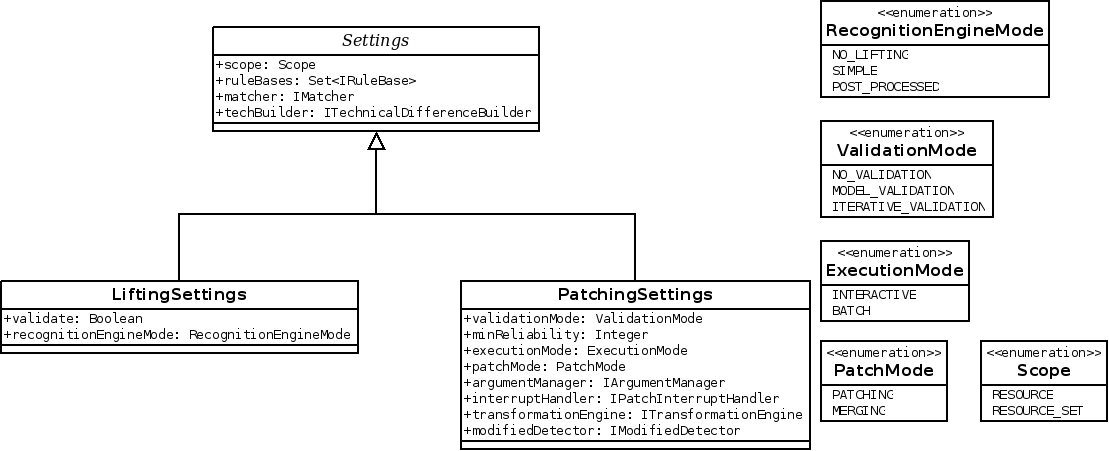 Settings
+scope: Scope
+ruleBases: Set<IRuleBase>
+matcher: IMatcher
+techBuilder: ITechnicalDifferenceBuilder
LiftingSettings
+validate: Boolean
+recognitionEngineMode: RecognitionEngineMode
PatchingSettings
+validationMode: ValidationMode
+minReliability: Integer
+executionMode: ExecutionMode
+patchMode: PatchMode
+argumentManager: IArgumentManager
+interruptHandler: IPatchInterruptHandler
+transformationEngine: ITransformationEngine
+modifiedDetector: IModifiedDetector
<<enumeration>>
RecognitionEngineMode
NO_LIFTING
SIMPLE
POST_PROCESSED
<<enumeration>>
ValidationMode
NO_VALIDATION
MODEL_VALIDATION
ITERATIVE_VALIDATION
<<enumeration>>
ExecutionMode
INTERACTIVE
BATCH
<<enumeration>>
PatchMode
PATCHING
MERGING
<<enumeration>>
Scope
RESOURCE
RESOURCE_SET